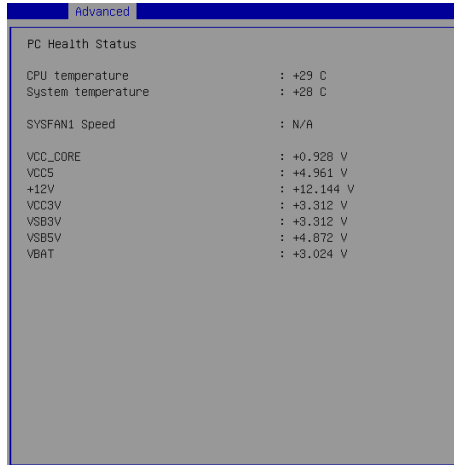 Advanced
PC Health Status
CPU temperature : +29 C
System temperature : +28 C
SYSFAN1 Speed : N/A
VCC_CORE : +0.928 V
VCC5 : +4.961 V
+12V : +12.144 V
VCC3V : +3.312 V
VSB3V : +3.312 V
VSB5V : +4.872 V
VBAT : +3.024 V